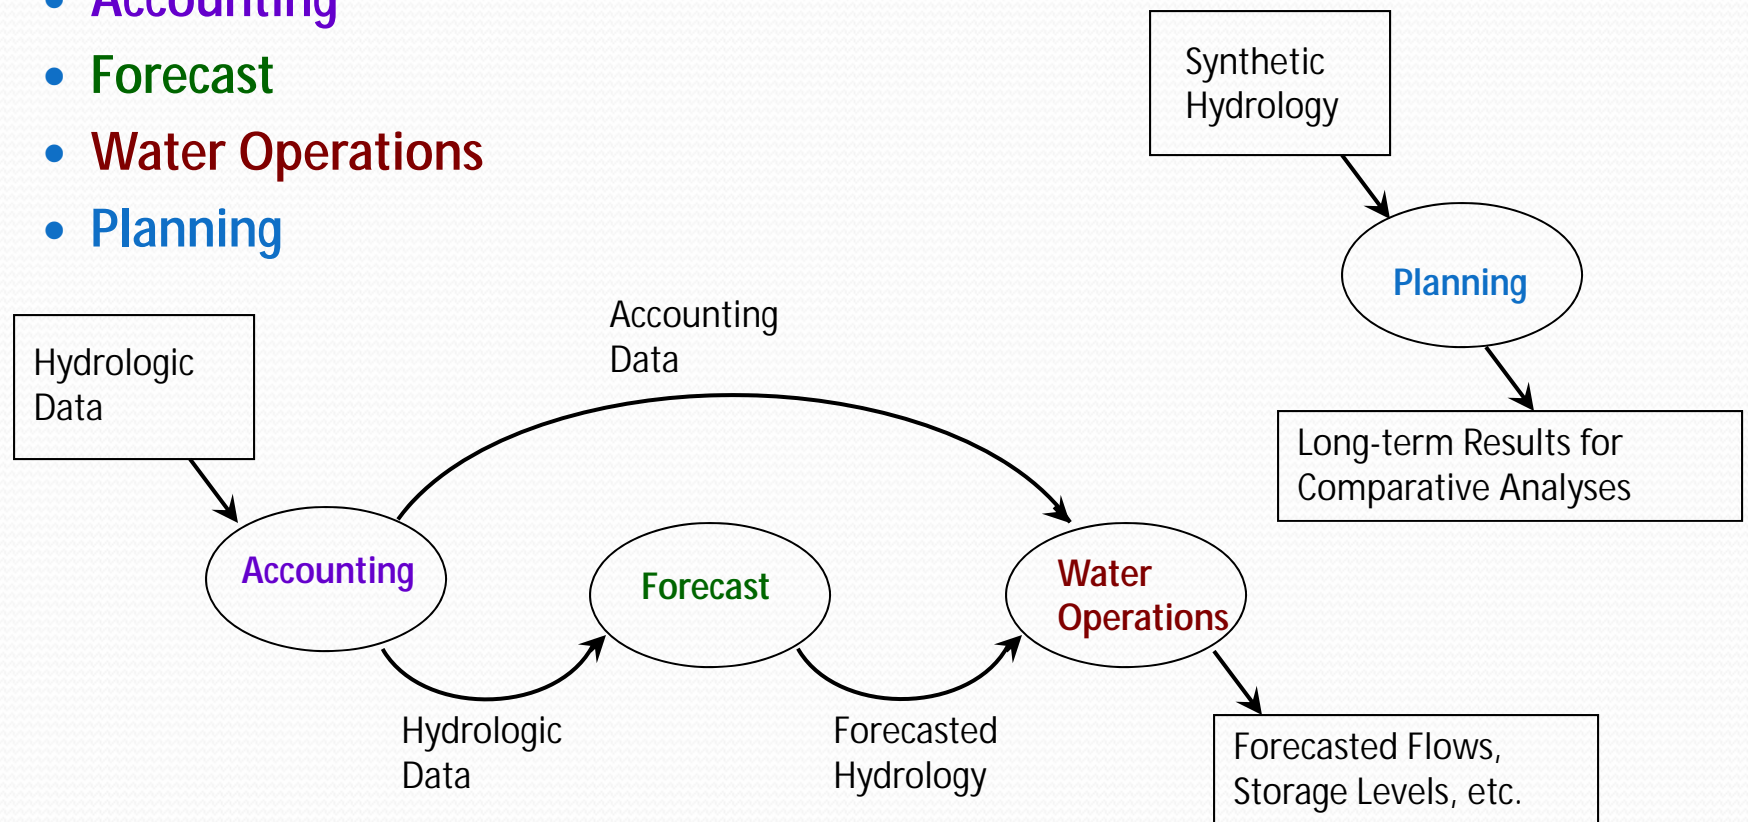 Accounting
Forecast
Water Operations
Planning
Synthetic
Hydrology
Planning
Long-term Results for
Comparative Analyses
Accounting
Data
Hydrologic
Data
Accounting
Forecast
Water
Operations
Hydrologic
Data
Forecasted
Hydrology
Forecasted Flows,
Storage Levels, etc.